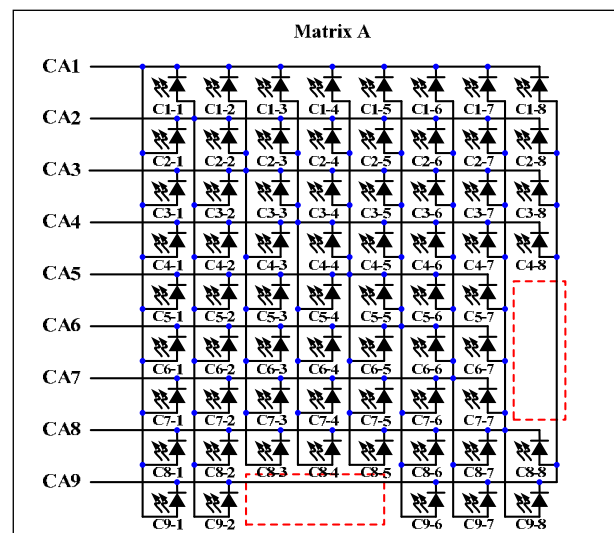 Matrix A
CA1
C1-1 C1-2 C1-3 C1-4 C1-5 C1-6 C1-7 C1-8
CA2
C2-1 C2-2 C2-3 C2-4 C2-5 C2-6 C2-7 C2-8
CA3
C3-1 C3-2 C3-3 C3-4 C3-5 C3-6 C3-7 C3-8
CA4
C4-1 C4-2 C4-3 C4-4 C4-5 C4-6 C4-7 C4-8
CA5
C5-1 C5-2 C5-3 C5-4 C5-5 C5-6 C5-7
CA6
C6-1 C6-2 C6-3 C6-4 C6-5 C6-6 C6-7
CA7
C7-1 C7-2 C7-3 C7-4 C7-5 C7-6 C7-7
CA8
C8-1 C8-2 C8-3 C8-4 C8-5 C8-6 C8-7 C8-8
CA9
C9-1 C9-2 C9-6 C9-7 C9-8